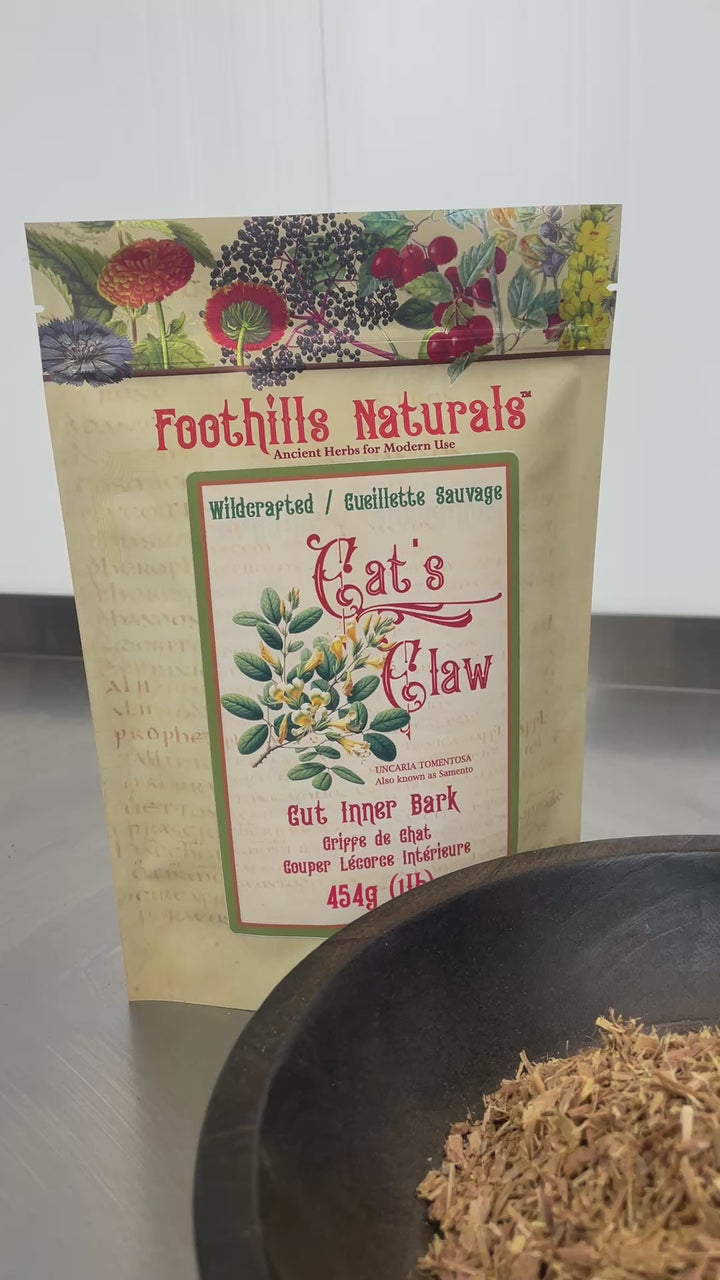 Foothills Naturals™
Ancient Herbs for Modern Use
Wildcrafted / Cueillette Sauvage
Cat's
Claw
UNCARIA TOMENTOSA
Also known as Samento
Cut Inner Bark
Griffe de Chat
Couper Lécorce Intérieure
454g (1lb)
prophe